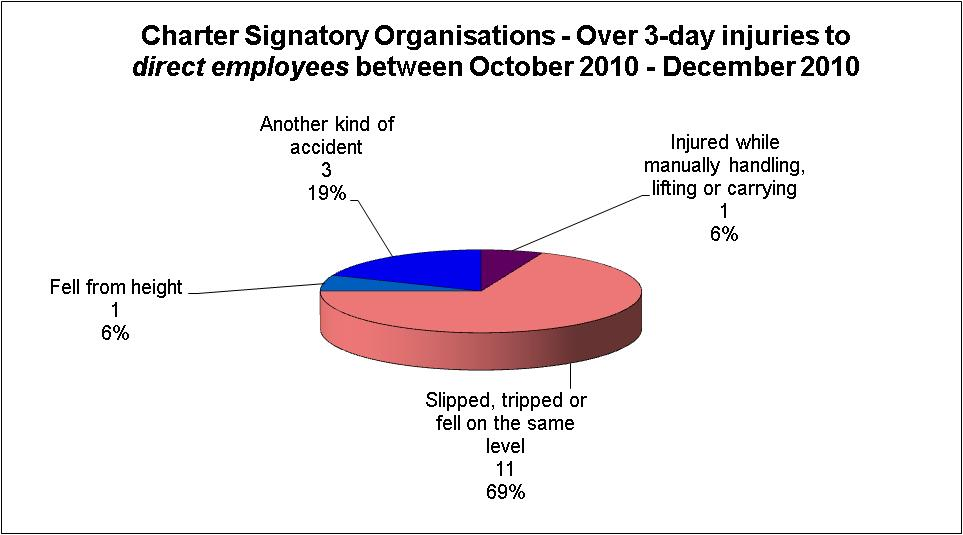 Charter Signatory Organisations - Over 3-day injuries to
direct employees between October 2010 - December 2010
Another kind of
accident
3
19%
Injured while
manually handling,
lifting or carrying
1
6%
Fell from height
1
6%
Slipped, tripped or
fell on the same
level
11
69%